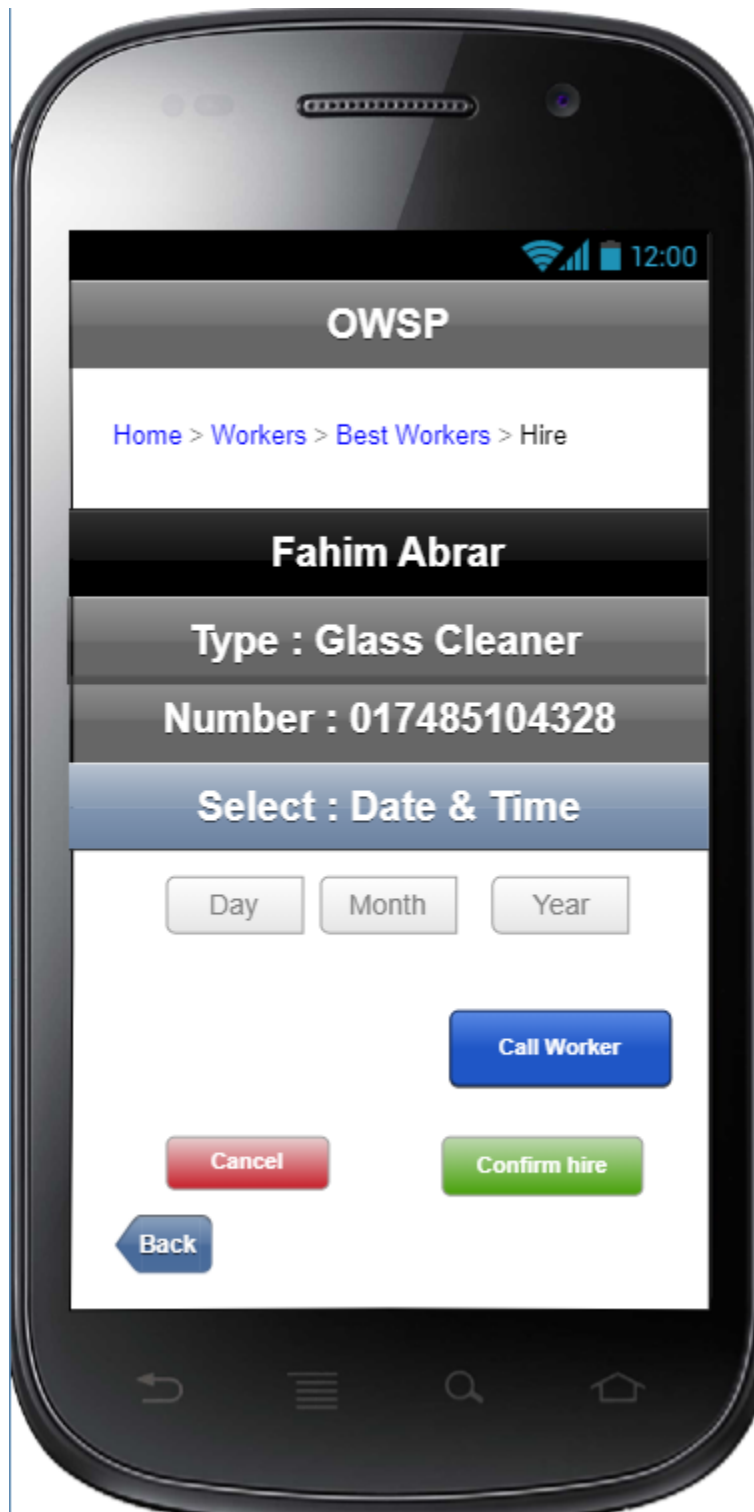 12:00
OWSP
Home > Workers > Best Workers > Hire
Fahim Abrar
Type : Glass Cleaner
Number : 017485104328
Select : Date & Time
Day Month Year
Call Worker
Cancel Confirm hire
Back